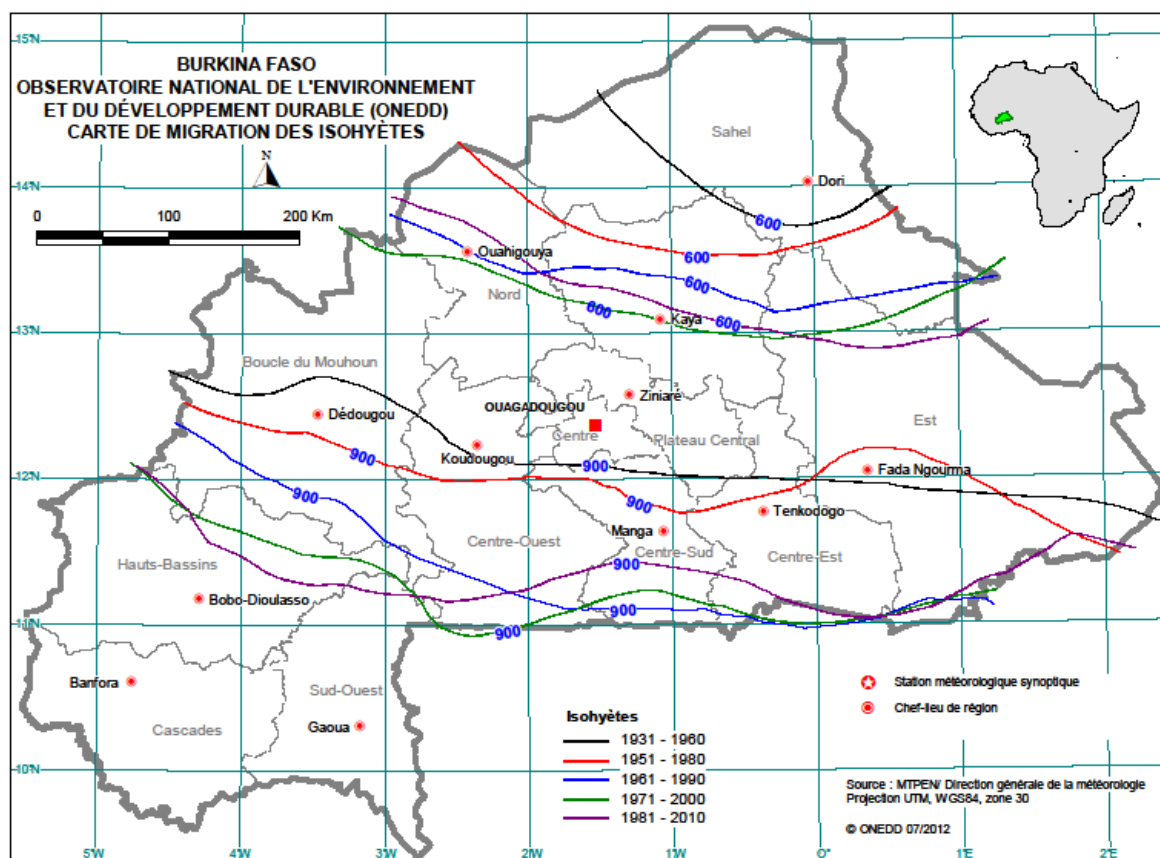 BURKINA FASO
OBSERVATOIRE NATIONAL DE L'ENVIRONNEMENT
ET DU DÉVELOPPEMENT DURABLE (ONEDD)
CARTE DE MIGRATION DES ISOHYÈTES
N
0 100 200 Km
15°N
14°N
13°N
12°N
11°N
10°N
Sahel
Dori
600
600
Ouahigouya
600
Nord
600
Kaya
600
Boucle du Mouhoun
Ziniaré
OUAGADOUGOU
Dédougou
Est
Centre
Plateau Central
Koudougou
900
900
Fada Ngourma
900
900
Tenkodogo
Manga
Centre-Ouest
Centre-Sud
Centre-Est
Hauts-Bassins
900
Bobo-Dioulasso
900
900
Banfora
Sud-Ouest
Cascades
Gaoua
Station météorologique synoptique
Chef-lieu de région
Isohyètes
1931 - 1960
1951 - 1980
1961 - 1990
1971 - 2000
1981 - 2010
Source : MTPEN/ Direction générale de la météorologie
Projection UTM, WGS84, zone 30
© ONEDD 07/2012
5°W 4°W 3°W 2°W 1°W 0° 1°E 2°E